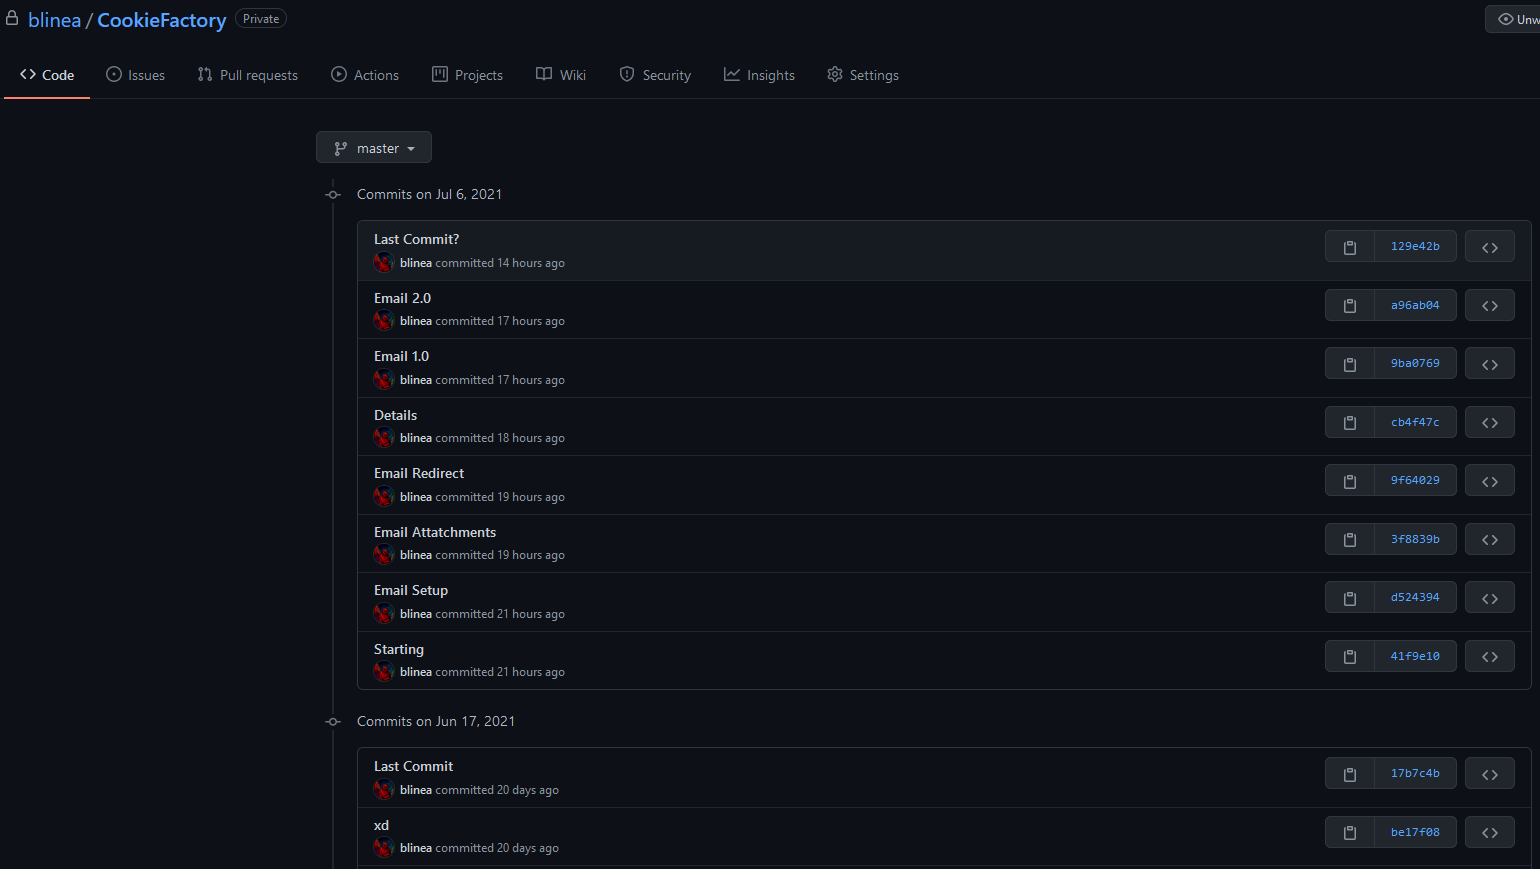 blinea / CookieFactory Private
Unw
Code Issues Pull requests Actions Projects Wiki Security Insights Settings
master
Commits on Jul 6, 2021
Last Commit?
blinea committed 14 hours ago
129e42b
Email 2.0
blinea committed 17 hours ago
a96ab04
Email 1.0
blinea committed 17 hours ago
9ba0769
Details
blinea committed 18 hours ago
cb4f47c
Email Redirect
blinea committed 19 hours ago
9f64029
Email Attatchments
blinea committed 19 hours ago
3f8839b
Email Setup
blinea committed 21 hours ago
d524394
Starting
blinea committed 21 hours ago
41f9e10
Commits on Jun 17, 2021
Last Commit
blinea committed 20 days ago
17b7c4b
xd
blinea committed 20 days ago
be17f08